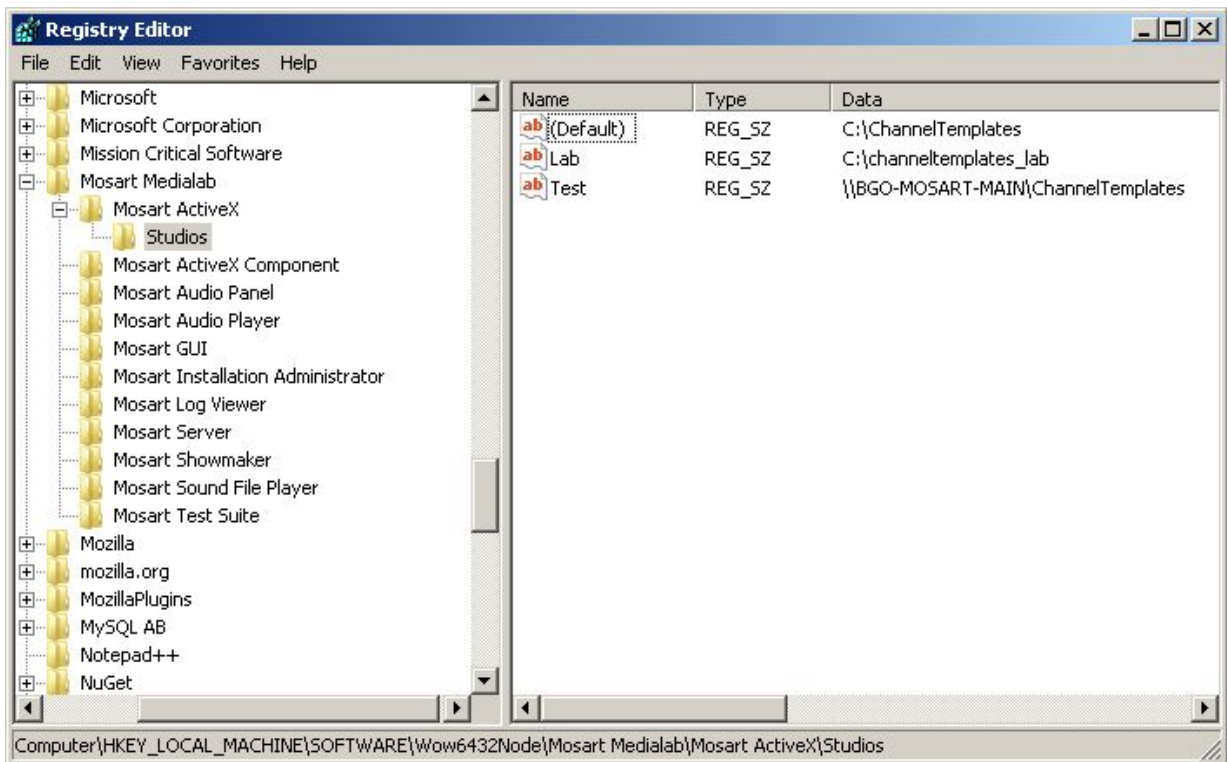 Registry Editor
File Edit View Favorites Help
Microsoft
Microsoft Corporation
Mission Critical Software
Mosart Medialab
Mosart ActiveX
Studios
Mosart ActiveX Component
Mosart Audio Panel
Mosart Audio Player
Mosart GUI
Mosart Installation Administrator
Mosart Log Viewer
Mosart Server
Mosart Showmaker
Mosart Sound File Player
Mosart Test Suite
Mozilla
mozilla.org
MozillaPlugins
MySQL AB
Notepad++
NuGet
Name Type Data
ab (Default) REG_SZ C:\ChannelTemplates
ab Lab REG_SZ C:\channeltemplates_lab
ab Test REG_SZ \\BGO-MOSART-MAIN\ChannelTemplates
Computer\HKEY_LOCAL_MACHINE\SOFTWARE\Wow6432Node\Mosart Medialab\Mosart ActiveX\Studios